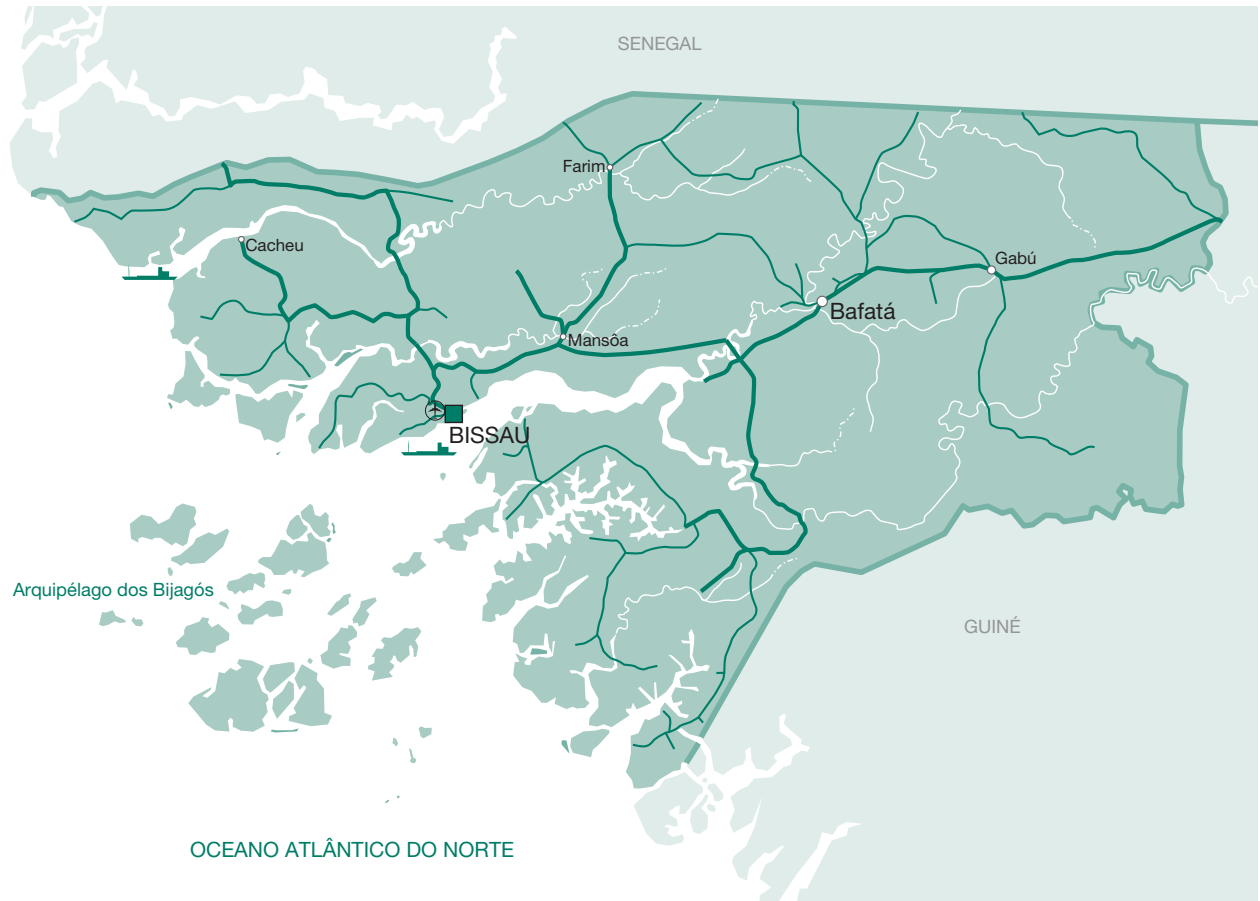 SENEGAL
Farim
Cacheu
Gabú
Bafatá
Mansôa
BISSAU
Arquipélago dos Bijagós
GUINÉ
OCEANO ATLÂNTICO DO NORTE